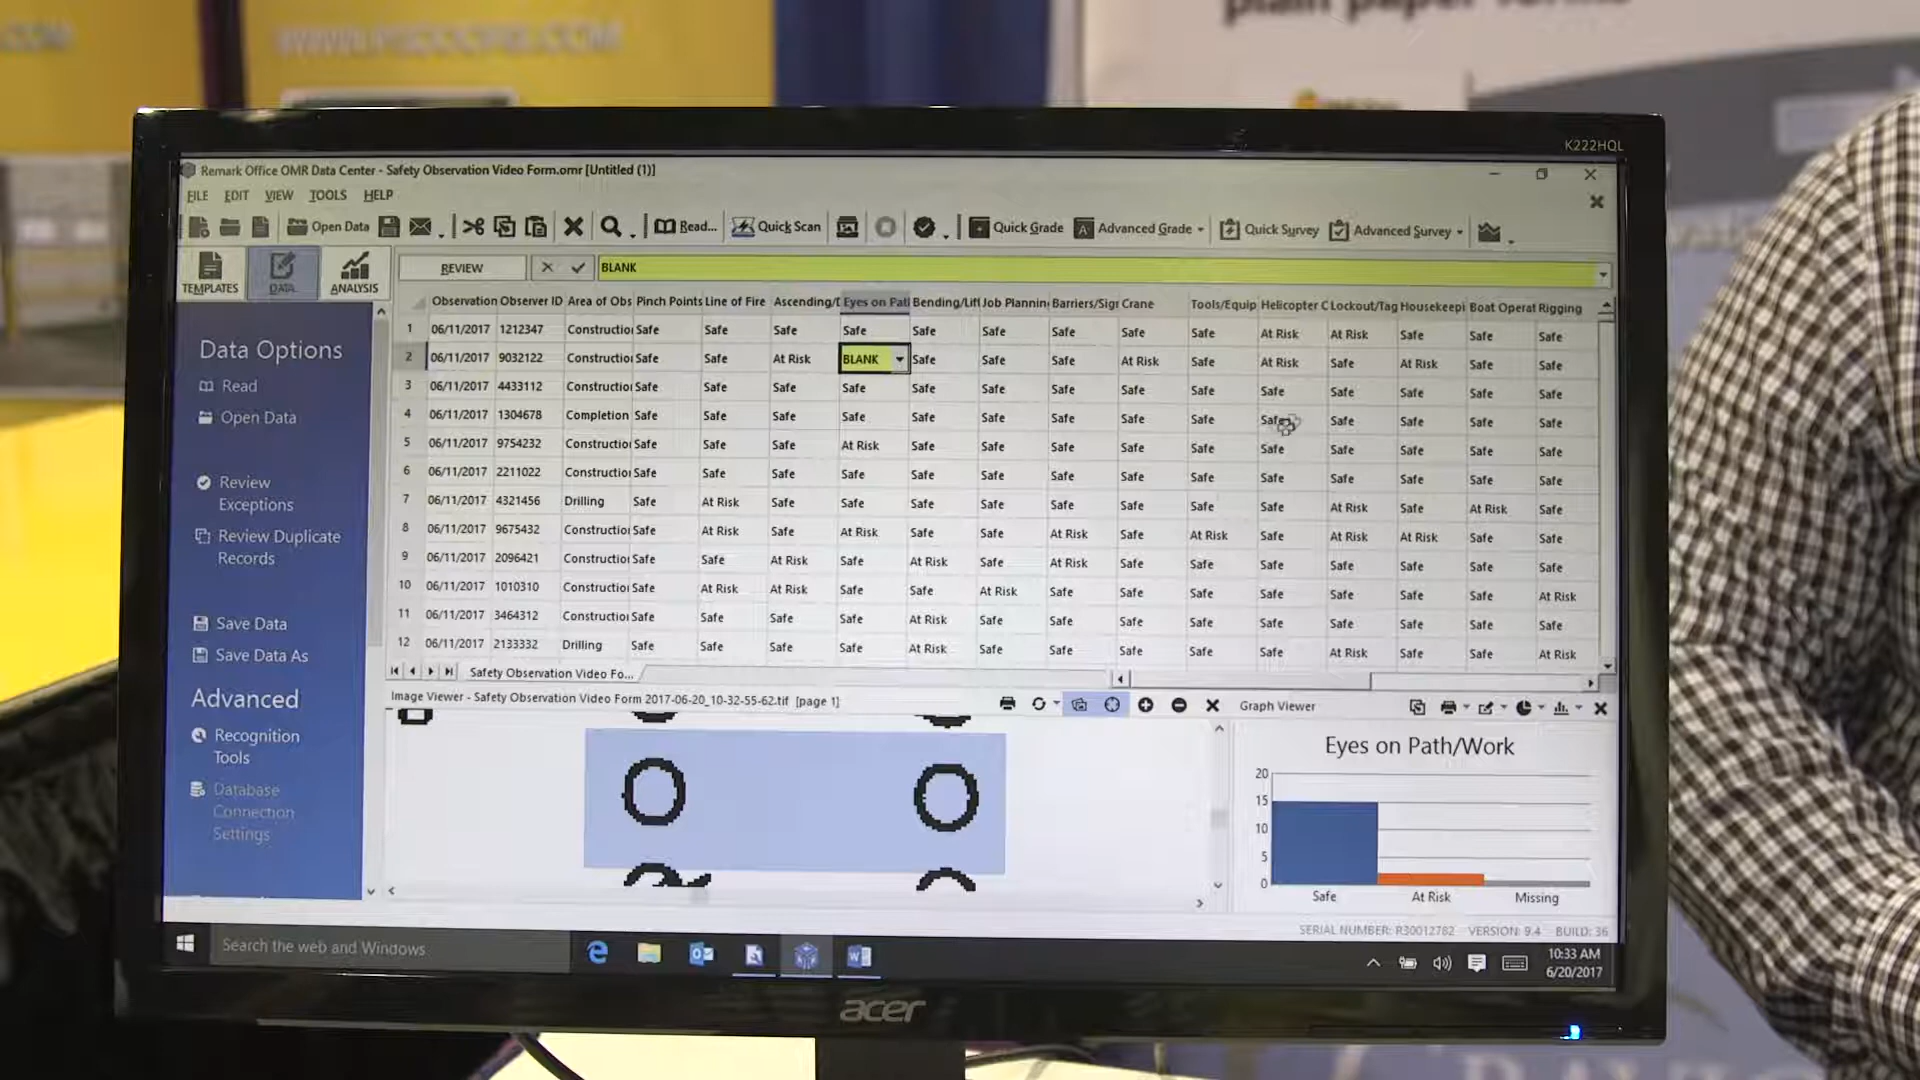 plain paper forms
K222HQL
Remark Office OMR Data Center - Safety Observation Video Form.omr [Untitled (1)]
FILE EDIT VIEW TOOLS HELP
Open Data Read... Quick Scan Quick Grade Advanced Grade Quick Survey Advanced Survey
TEMPLATES DATA ANALYSIS REVIEW BLANK
Observation Observer ID Area of Obs Pinch Points Line of Fire Ascending/D Eyes on Path Bending/Lift Job Planning Barriers/Sign Crane Tools/Equip Helicopter C Lockout/Tag Housekeepi Boat Operat Rigging
1 06/11/2017 1212347 Constructio Safe Safe Safe Safe Safe Safe Safe Safe Safe At Risk At Risk Safe Safe Safe
2 06/11/2017 9032122 Constructio Safe Safe At Risk BLANK Safe Safe Safe At Risk Safe At Risk Safe At Risk Safe Safe
3 06/11/2017 4433112 Constructio Safe Safe Safe Safe Safe Safe Safe Safe Safe Safe Safe Safe Safe Safe
4 06/11/2017 1304678 Completion Safe Safe Safe Safe Safe Safe Safe Safe Safe Safe Safe Safe Safe Safe
5 06/11/2017 9754232 Constructio Safe Safe Safe At Risk Safe Safe Safe Safe Safe Safe Safe Safe Safe Safe
6 06/11/2017 2211022 Constructio Safe Safe Safe Safe Safe Safe Safe Safe Safe Safe Safe Safe Safe Safe
7 06/11/2017 4321456 Drilling Safe At Risk Safe Safe Safe Safe Safe Safe Safe Safe At Risk Safe At Risk Safe
8 06/11/2017 9675432 Constructio Safe At Risk Safe At Risk Safe Safe At Risk Safe At Risk Safe At Risk At Risk Safe Safe
9 06/11/2017 2096421 Constructio Safe Safe At Risk Safe At Risk Safe At Risk Safe Safe Safe Safe Safe Safe Safe
10 06/11/2017 1010310 Constructio Safe At Risk At Risk Safe Safe At Risk Safe Safe Safe Safe Safe Safe Safe At Risk
11 06/11/2017 3464312 Constructio Safe Safe Safe Safe At Risk Safe Safe Safe Safe Safe Safe Safe Safe Safe
12 06/11/2017 2133332 Drilling Safe Safe Safe Safe At Risk Safe Safe Safe Safe Safe At Risk Safe Safe At Risk
Safety Observation Video Fo...
Data Options
Read
Open Data
Review
Exceptions
Review Duplicate
Records
Save Data
Save Data As
Advanced
Recognition
Tools
Database
Connection
Settings
Image Viewer - Safety Observation Video Form 2017-06-20_10-32-55-62.tif [page 1]
Graph Viewer
Eyes on Path/Work
20
15
10
5
0
Safe At Risk Missing
SERIAL NUMBER: R30012782 VERSION: 9.4 BUILD: 36
Search the web and Windows
10:33 AM
6/20/2017
acer